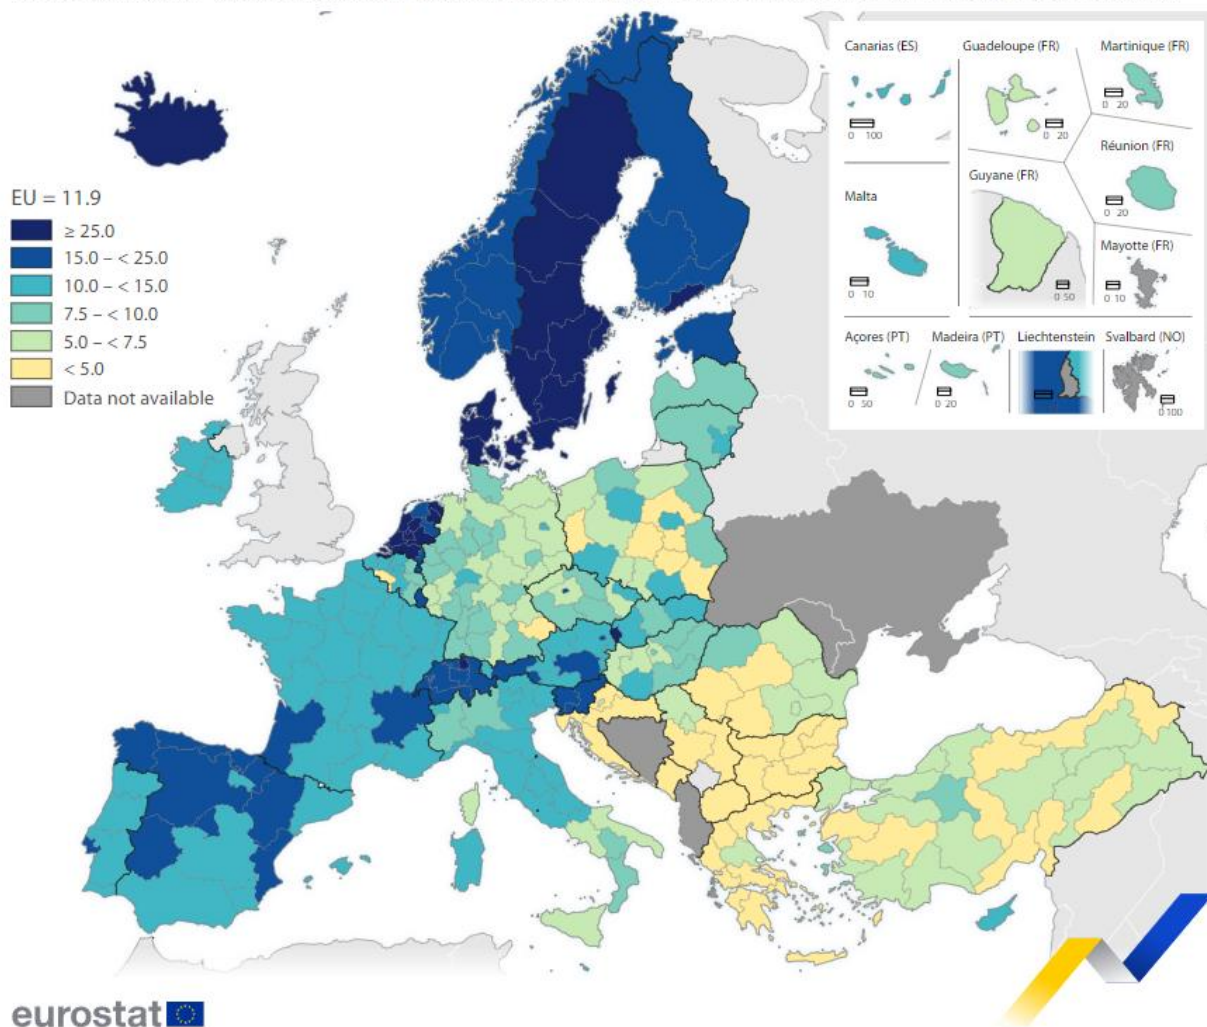 Canarias (ES)
0 100
Guadeloupe (FR)
0 20
Martinique (FR)
0 20
Réunion (FR)
0 20
Guyane (FR)
0 50
Malta
0 10
Mayotte (FR)
0 10
Açores (PT)
0 50
Madeira (PT)
0 20
Liechtenstein
Svalbard (NO)
0 100
EU = 11.9
≥ 25.0
15.0 – < 25.0
10.0 – < 15.0
7.5 – < 10.0
5.0 – < 7.5
< 5.0
Data not available
eurostat